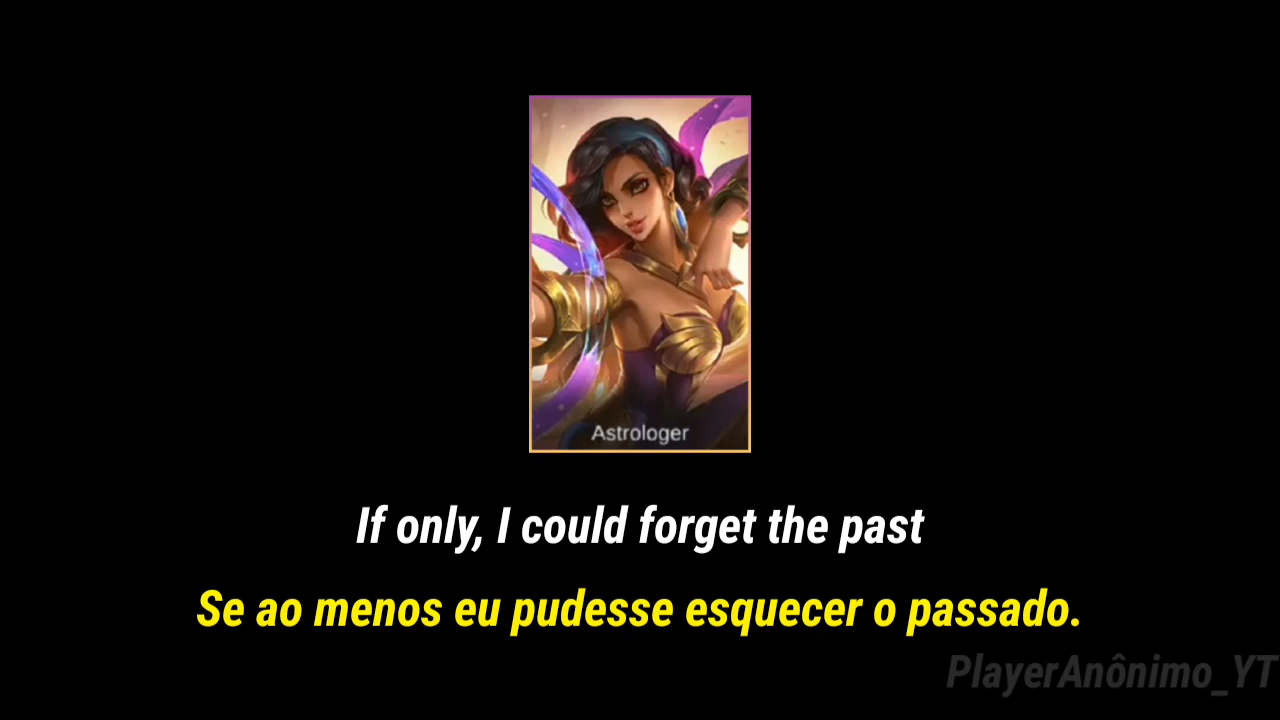 Astrologer
If only, I could forget the past
Se ao menos eu pudesse esquecer o passado.
PlayerAnônimo_YT